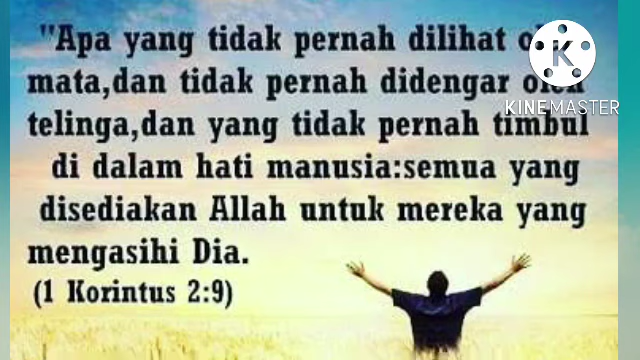 "Apa yang tidak pernah dilihat
mata,dan tidak pernah didengar oleh
telinga,dan yang tidak pernah timbul
di dalam hati manusia:semua yang
disediakan Allah untuk mereka yang
mengasihi Dia.
(1 Korintus 2:9)
K
KINEMASTER